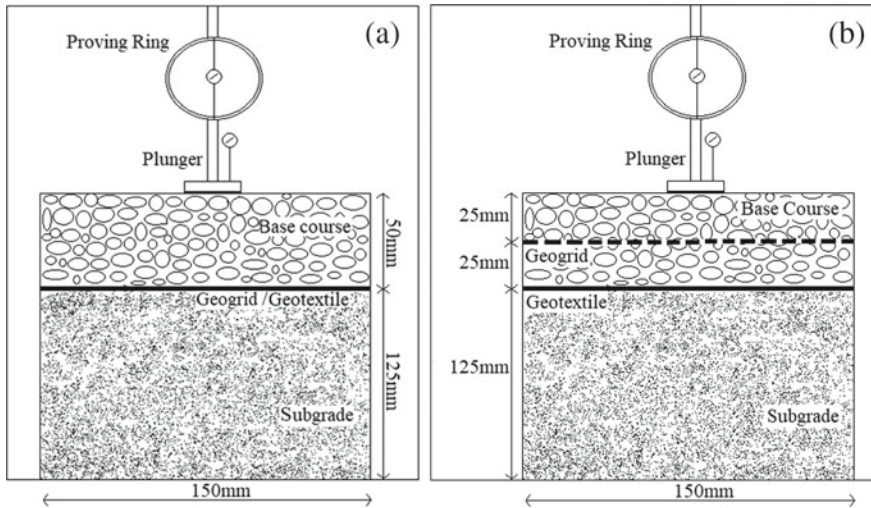 (a)
Proving Ring
Plunger
Base course
50mm
Geogrid /Geotextile
125mm
Subgrade
150mm
(b)
Proving Ring
Plunger
25mm
Base Course
25mm
Geogrid
Geotextile
125mm
Subgrade
150mm